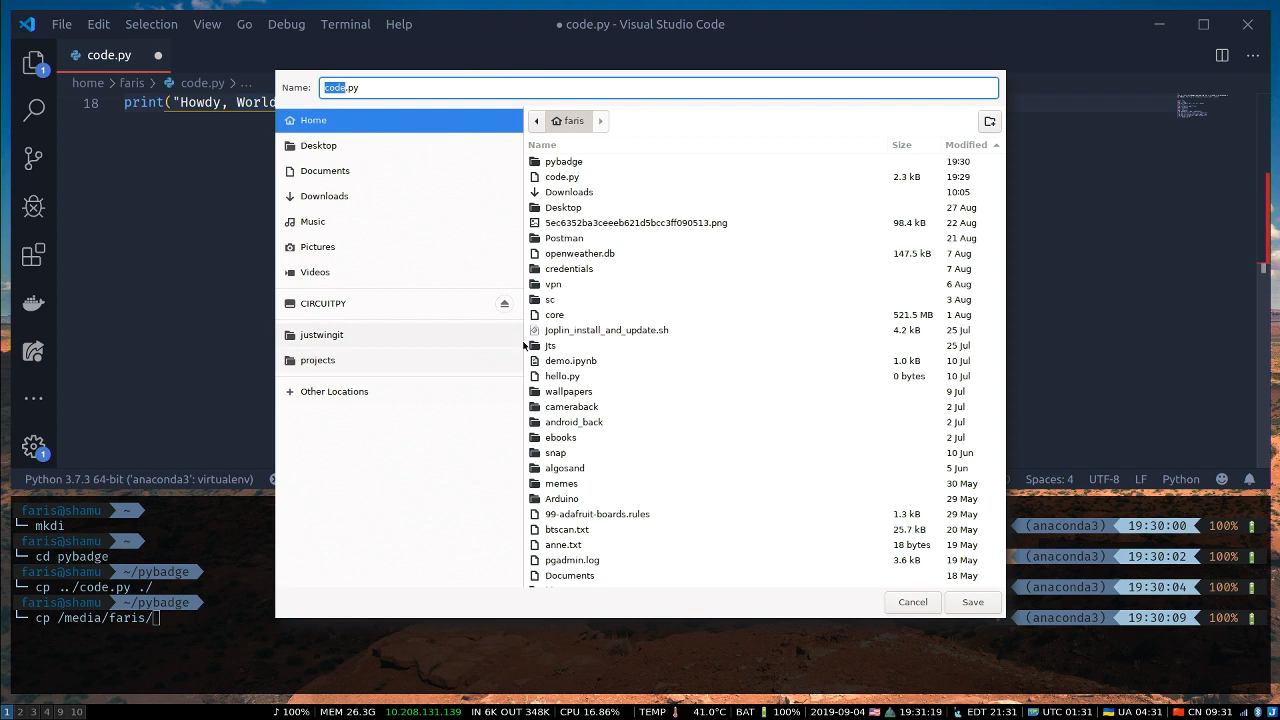 File Edit Selection View Go Debug Terminal Help
● code.py - Visual Studio Code
code.py
home › faris › code.py › ...
18 print("Howdy, World
Name: code.py
Home
Desktop
Documents
Downloads
Music
Pictures
Videos
CIRCUITPY
justwingit
projects
Other Locations
faris
Name Size Modified
pybadge 19:30
code.py 2.3 kB 19:29
Downloads 10:05
Desktop 27 Aug
5ec6352ba3ceeeb621d5bcc3ff090513.png 98.4 kB 22 Aug
Postman 21 Aug
openweather.db 147.5 kB 7 Aug
credentials 7 Aug
vpn 6 Aug
sc 3 Aug
core 521.5 MB 1 Aug
Joplin_install_and_update.sh 4.2 kB 25 Jul
Jts 25 Jul
demo.ipynb 1.0 kB 10 Jul
hello.py 0 bytes 10 Jul
wallpapers 9 Jul
cameraback 2 Jul
android_back 2 Jul
ebooks 2 Jul
snap 10 Jun
algosand 5 Jun
memes 30 May
Arduino 29 May
99-adafruit-boards.rules 1.3 kB 29 May
btscan.txt 25.7 kB 20 May
anne.txt 18 bytes 19 May
pgadmin.log 3.6 kB 19 May
Documents 18 May
Cancel Save
1
1
Python 3.7.3 64-bit ('anaconda3': virtualenv)
Spaces: 4 UTF-8 LF Python
faris@shamu ~
mkdi (anaconda3) 19:30:00 100%
faris@shamu ~
cd pybadge (anaconda3) 19:30:02 100%
faris@shamu ~/pybadge
cp ../code.py ./ (anaconda3) 19:30:04 100%
faris@shamu ~/pybadge
cp /media/faris/ (anaconda3) 19:30:09 100%
1 2 3 4 9 10
♪ 100% MEM 26.3G 10.208.131.139 IN 6K OUT 348K CPU 16.86% TEMP 41.0°C BAT 100% 2019-09-04 19:31:19 EDT 21:31 UTC 01:31 UA 04:31 CN 09:31